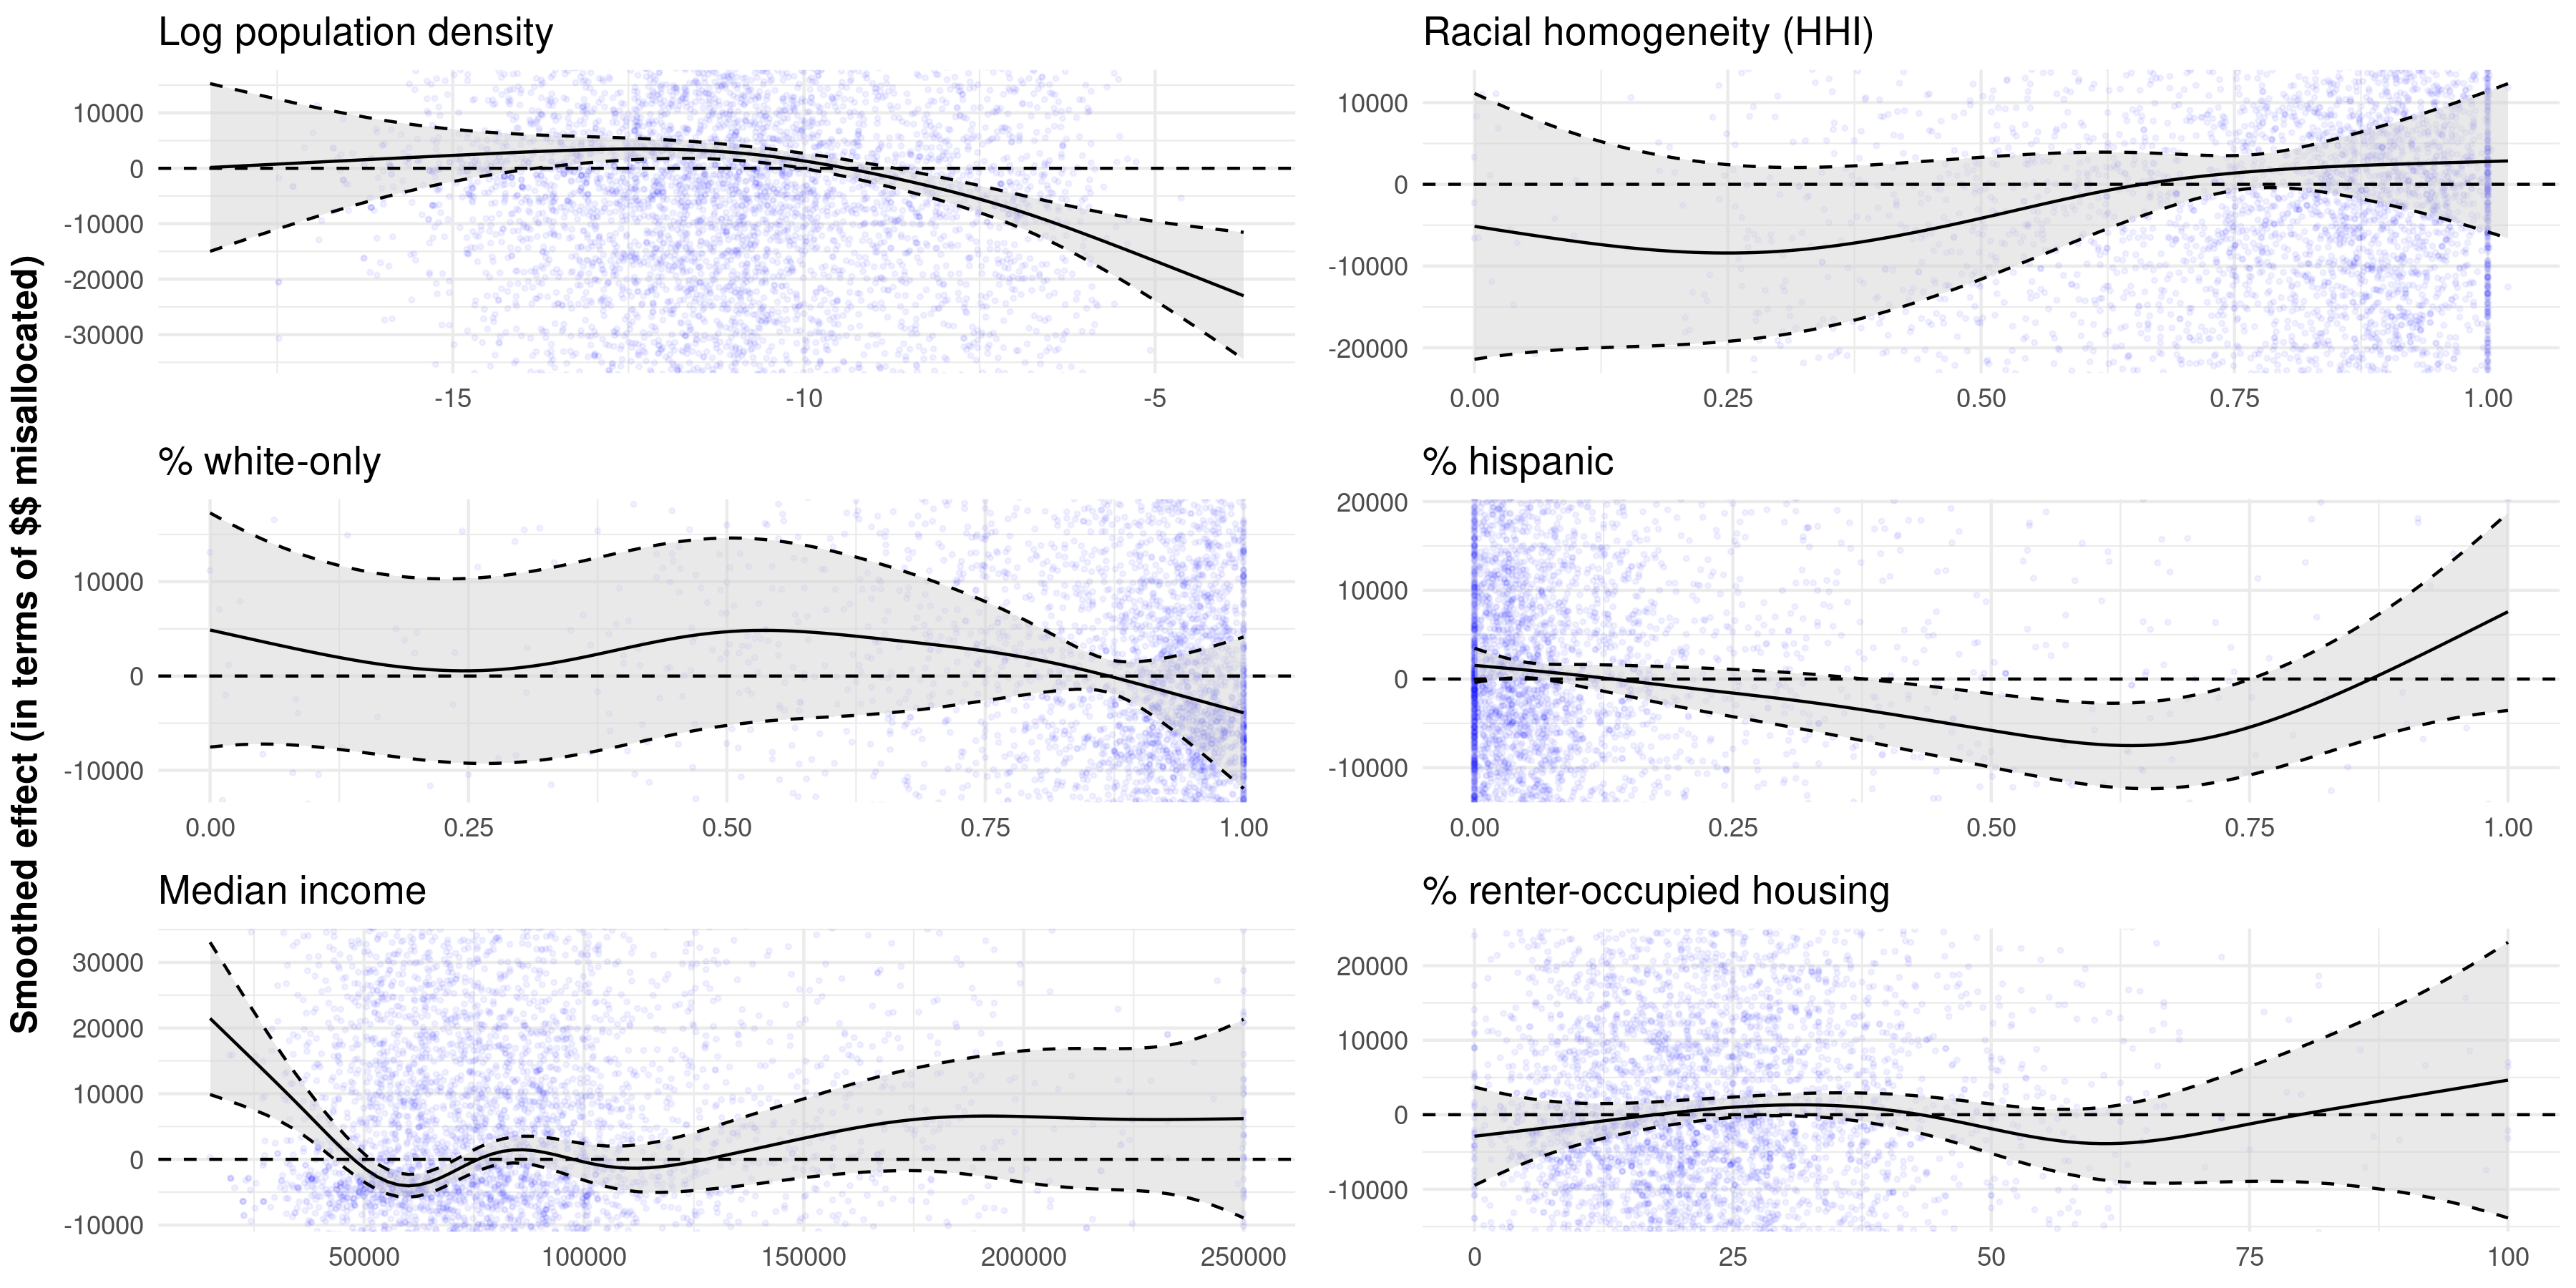 Smoothed effect (in terms of $$ misallocated)
Log population density
10000
0
-10000
-20000
-30000
-15 -10 -5
Racial homogeneity (HHI)
10000
0
-10000
-20000
0.00 0.25 0.50 0.75 1.00
% white-only
10000
0
-10000
0.00 0.25 0.50 0.75 1.00
% hispanic
20000
10000
0
-10000
0.00 0.25 0.50 0.75 1.00
Median income
30000
20000
10000
0
-10000
50000 100000 150000 200000 250000
% renter-occupied housing
20000
10000
0
-10000
0 25 50 75 100